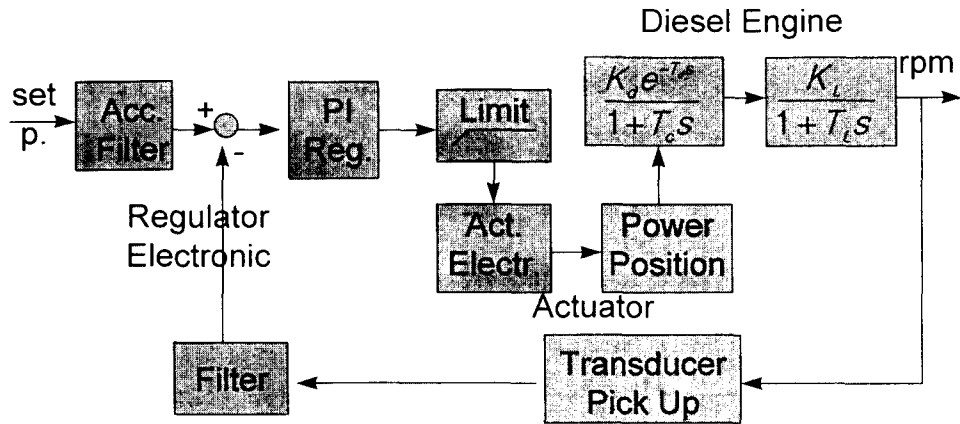 Diesel Engine
set
p.
Acc.
Filter
+
-
PI
Reg.
Limit
K_d e^{-T_d s}
1 + T_c s
K_L
1 + T_L s
rpm
Regulator
Electronic
Act.
Electr.
Power
Position
Actuator
Filter
Transducer
Pick Up